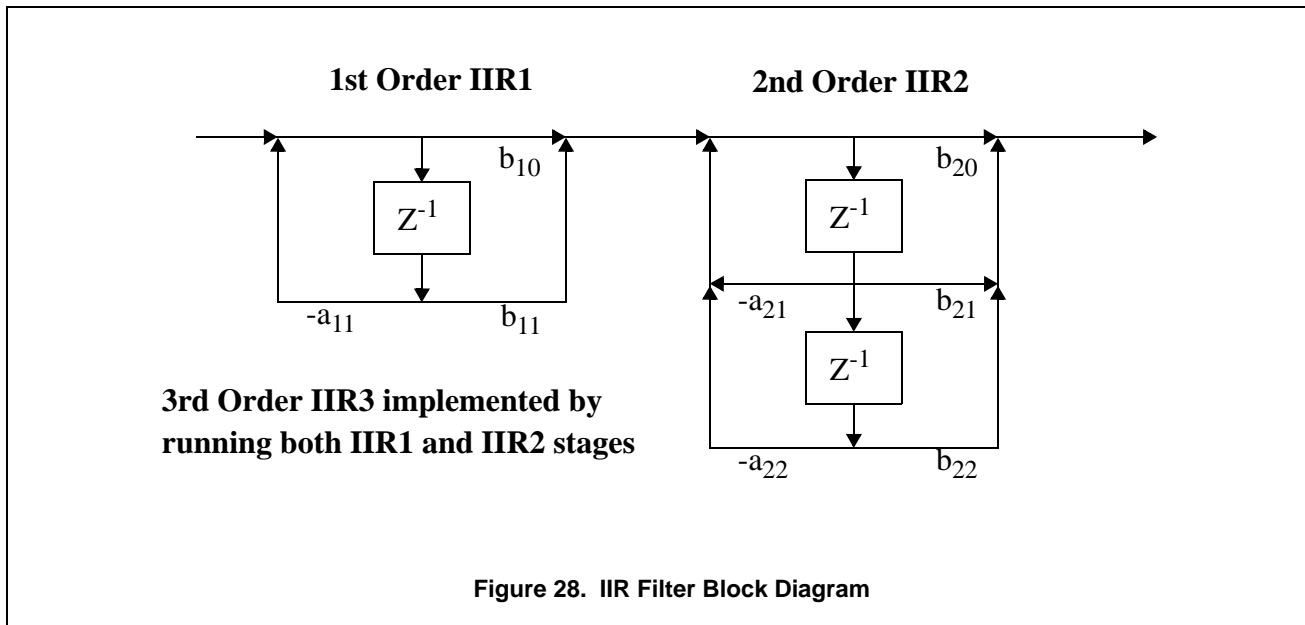 1st Order IIR1
2nd Order IIR2
b10
b20
Z-1
Z-1
-a11
b11
-a21
b21
Z-1
3rd Order IIR3 implemented by
running both IIR1 and IIR2 stages
-a22
b22
Figure 28. IIR Filter Block Diagram